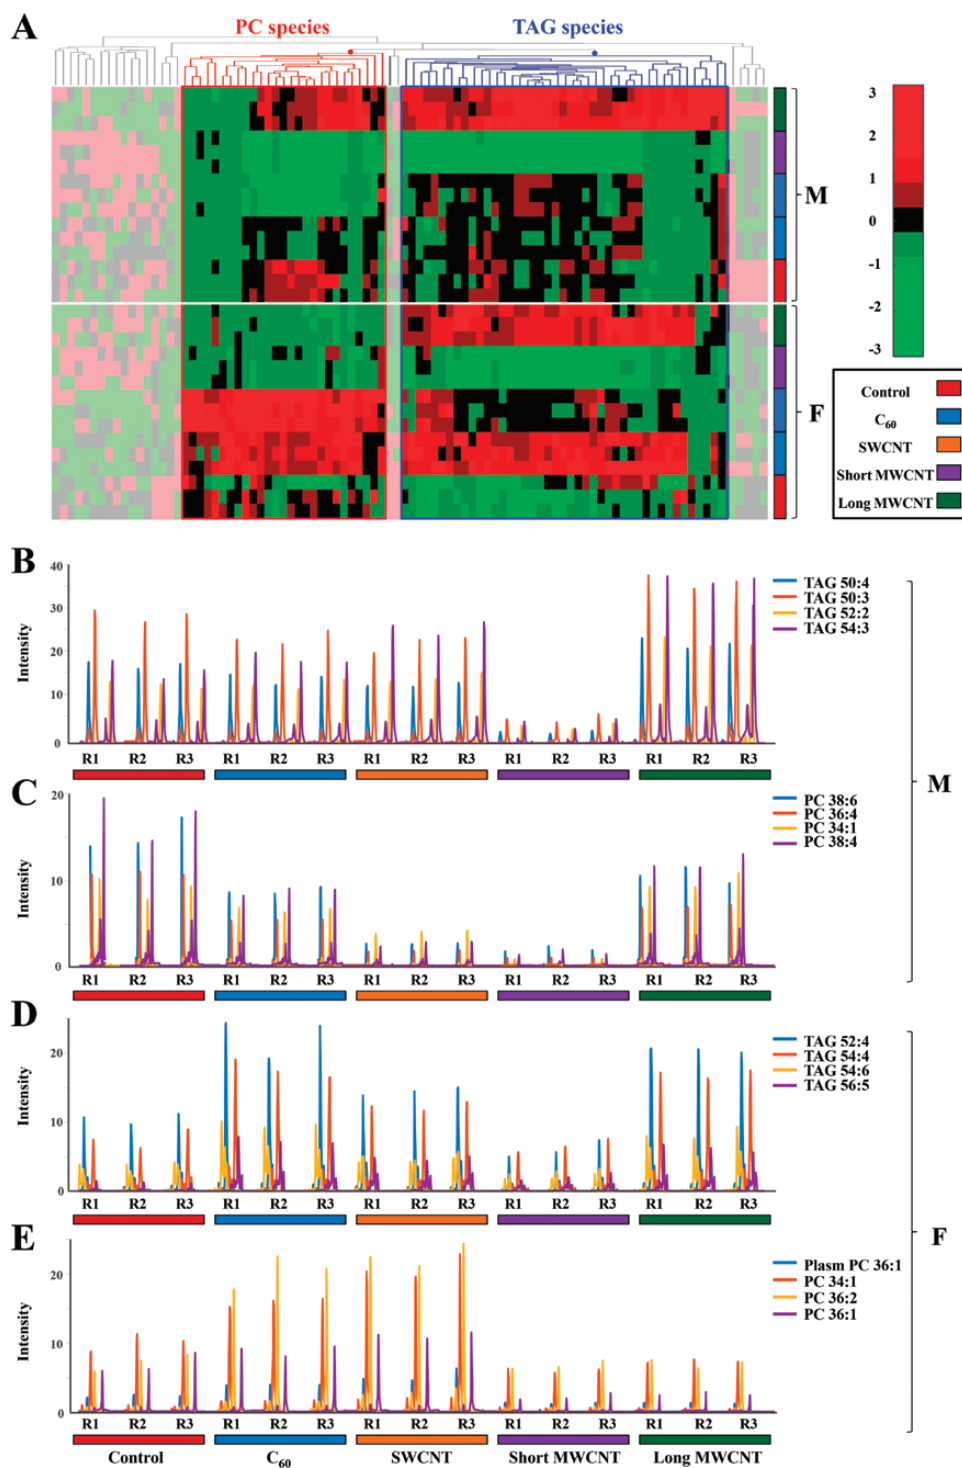 A
PC species
TAG species
3
2
1
0
-1
-2
-3
M
F
Control
C₆₀
SWCNT
Short MWCNT
Long MWCNT
B
Intensity
40
30
20
10
0
TAG 50:4
TAG 50:3
TAG 52:2
TAG 54:3
R1 R2 R3 R1 R2 R3 R1 R2 R3 R1 R2 R3 R1 R2 R3
M
C
Intensity
20
10
0
PC 38:6
PC 36:4
PC 34:1
PC 38:4
R1 R2 R3 R1 R2 R3 R1 R2 R3 R1 R2 R3 R1 R2 R3
D
Intensity
20
10
0
TAG 52:4
TAG 54:4
TAG 54:6
TAG 56:5
R1 R2 R3 R1 R2 R3 R1 R2 R3 R1 R2 R3 R1 R2 R3
F
E
Intensity
20
10
0
Plasm PC 36:1
PC 34:1
PC 36:2
PC 36:1
R1 R2 R3 R1 R2 R3 R1 R2 R3 R1 R2 R3 R1 R2 R3
Control C₆₀ SWCNT Short MWCNT Long MWCNT